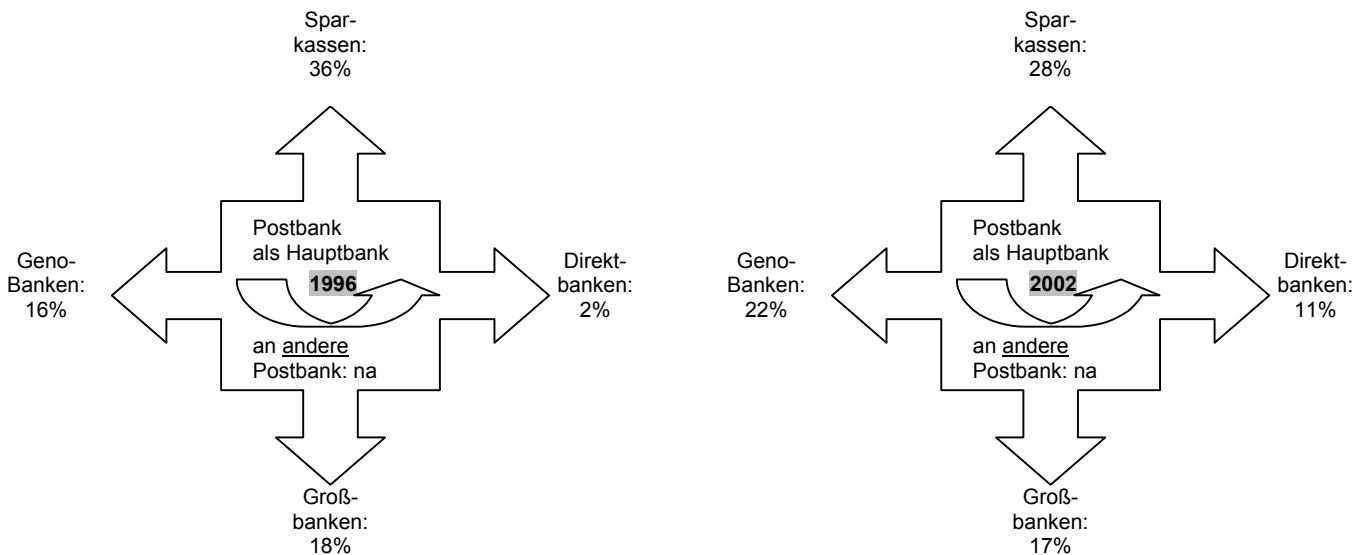 Spar-
kassen:
36%
Postbank
als Hauptbank
1996
Geno-
Banken:
16%
Direkt-
banken:
2%
an andere
Postbank: na
Groß-
banken:
18%
Spar-
kassen:
28%
Postbank
als Hauptbank
2002
Geno-
Banken:
22%
Direkt-
banken:
11%
an andere
Postbank: na
Groß-
banken:
17%